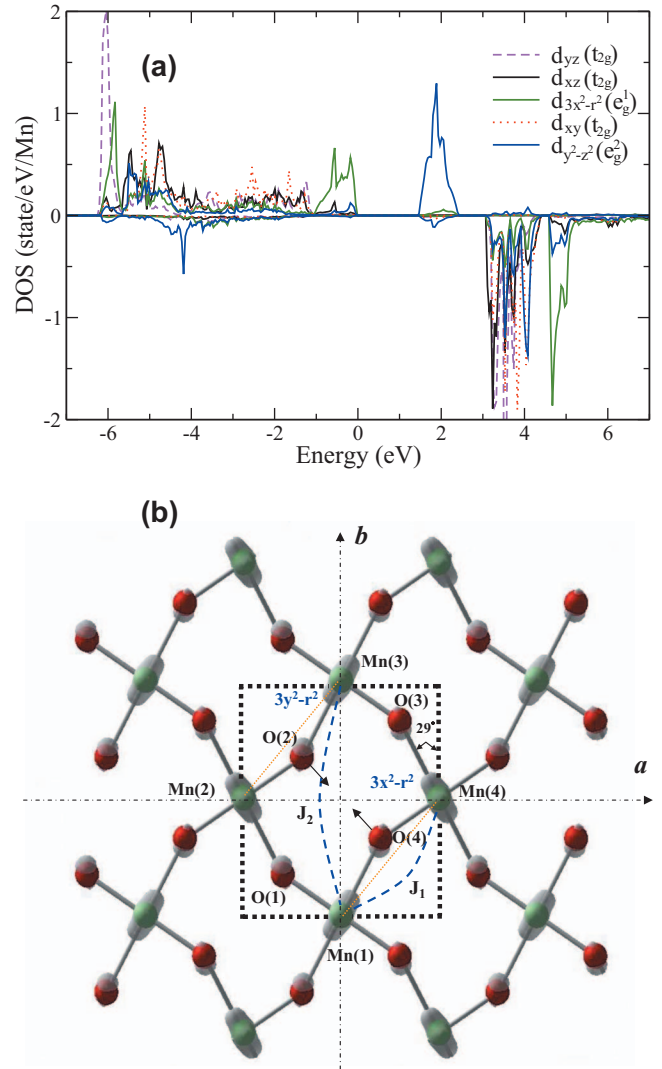 (a)
d_yz (t_2g)
d_xz (t_2g)
d_3x²-r² (e_g^1)
d_xy (t_2g)
d_y²-z² (e_g^2)
DOS (state/eV/Mn)
2
1
0
-1
-2
-6 -4 -2 0 2 4 6
Energy (eV)
(b)
b
Mn(3)
3y²-r²
O(3)
O(2)
29°
Mn(2)
3x²-r²
Mn(4)
a
J₂
O(4)
O(1)
J₁
Mn(1)